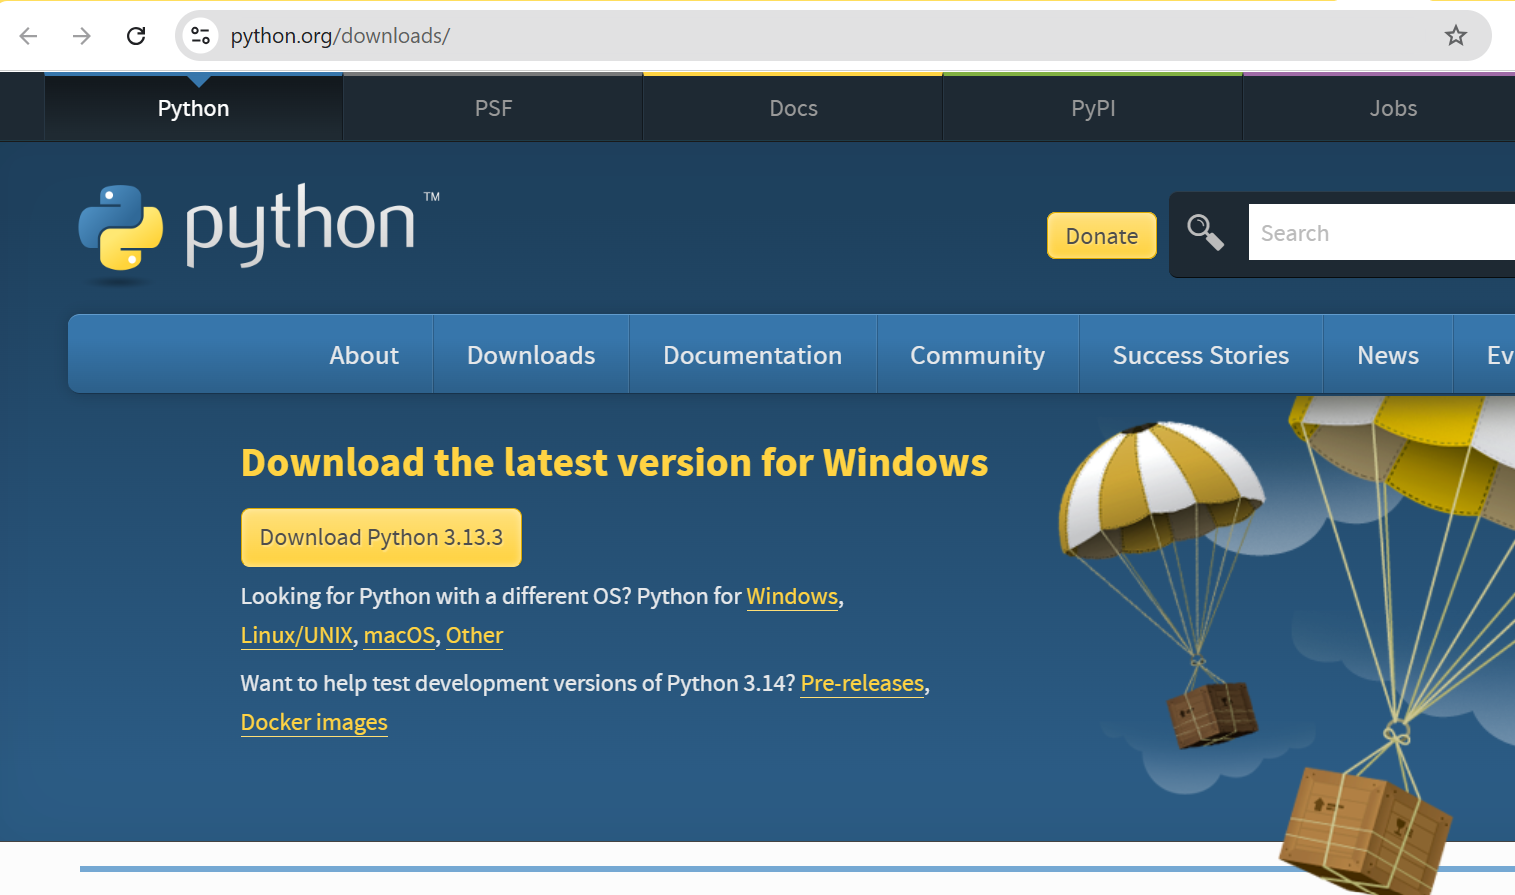 python.org/downloads/
Python PSF Docs PyPI Jobs
python™
Donate Search
About Downloads Documentation Community Success Stories News Ev
Download the latest version for Windows
Download Python 3.13.3
Looking for Python with a different OS? Python for Windows,
Linux/UNIX, macOS, Other
Want to help test development versions of Python 3.14? Pre-releases,
Docker images